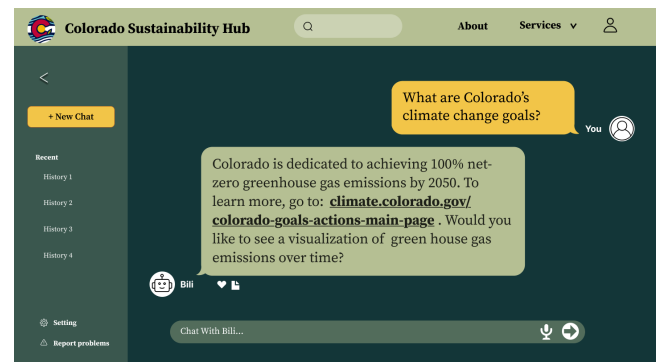 Colorado Sustainability Hub
About
Services
+ New Chat
Recent
History 1
History 2
History 3
History 4
Setting
Report problems
What are Colorado's
climate change goals?
You
Colorado is dedicated to achieving 100% net-
zero greenhouse gas emissions by 2050. To
learn more, go to: climate.colorado.gov/
colorado-goals-actions-main-page . Would you
like to see a visualization of green house gas
emissions over time?
Bili
Chat With Bili...